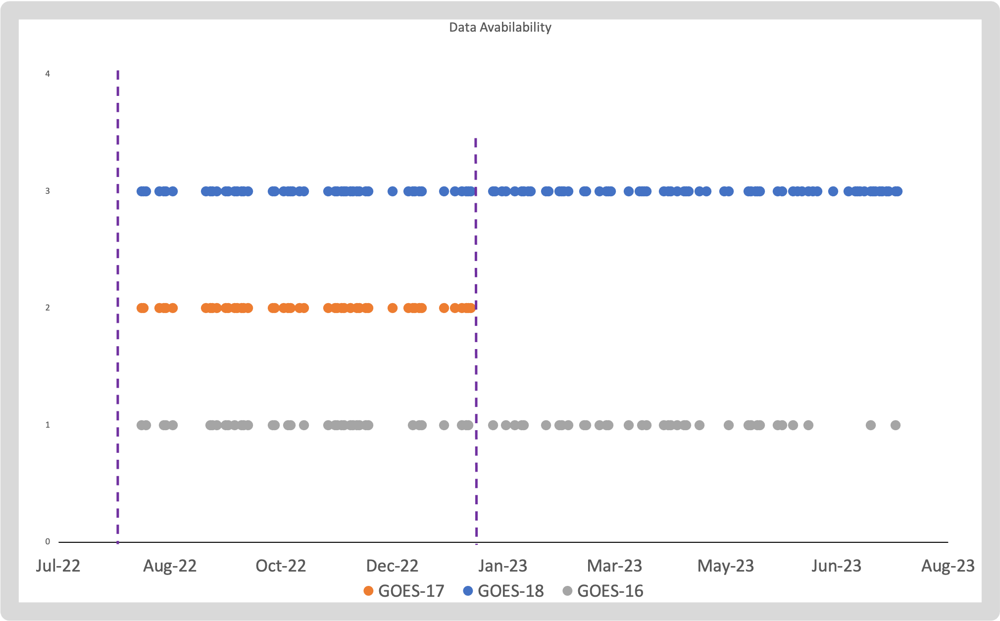 Data Avabilability
4
3
2
1
0
Jul-22 Aug-22 Oct-22 Dec-22 Jan-23 Mar-23 May-23 Jun-23 Aug-23
GOES-17 GOES-18 GOES-16